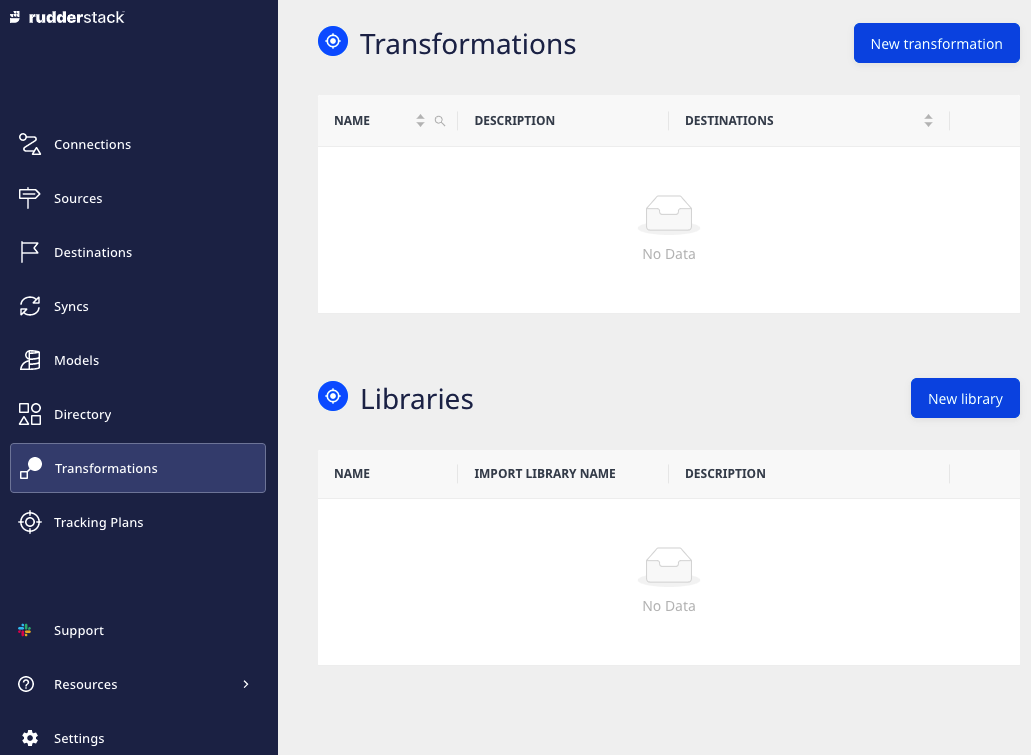 rudderstack
Connections
Sources
Destinations
Syncs
Models
Directory
Transformations
Tracking Plans
Support
Resources
Settings
Transformations
New transformation
NAME DESCRIPTION DESTINATIONS
No Data
Libraries
New library
NAME IMPORT LIBRARY NAME DESCRIPTION
No Data